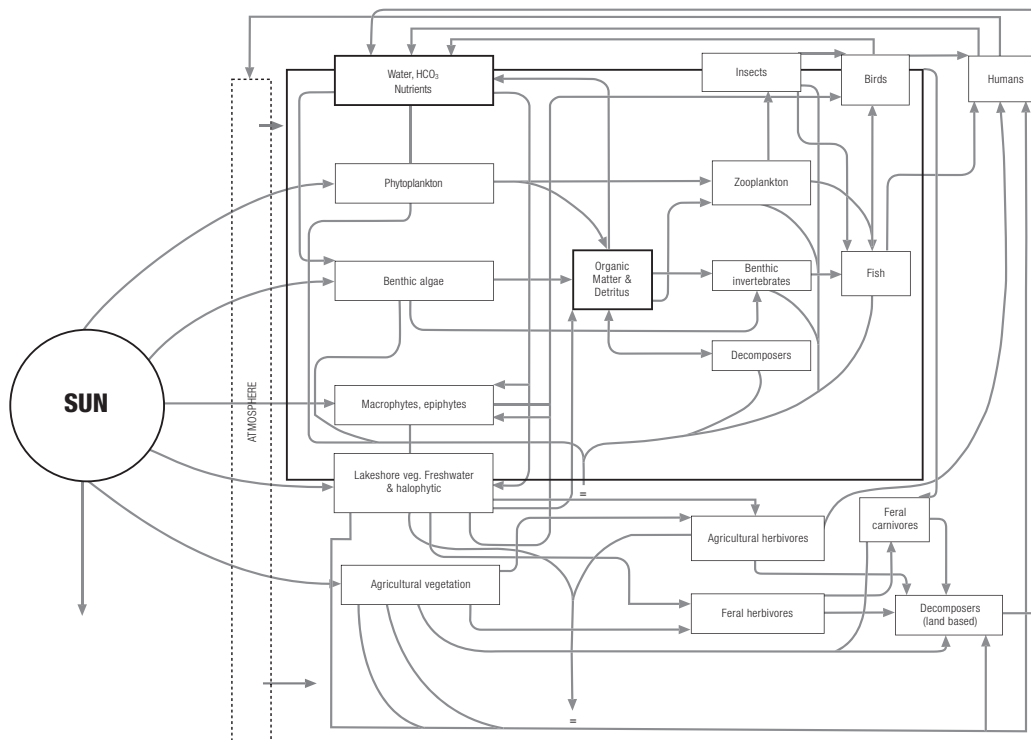 Water, HCO₃
Nutrients
Insects
Birds
Humans
Phytoplankton
Zooplankton
Organic
Matter &
Detritus
Benthic
invertebrates
Fish
Benthic algae
Decomposers
SUN
ATMOSPHERE
Macrophytes, epiphytes
Lakeshore veg. Freshwater
& halophytic
=
Feral
carnivores
Agricultural herbivores
Agricultural vegetation
Feral herbivores
Decomposers
(land based)
=